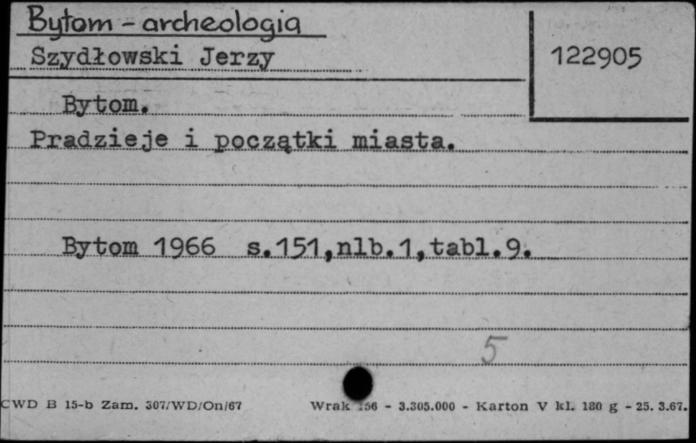 Bytom - archeologia
Szydłowski Jerzy
122905
Bytom.
Pradzieje i początki miasta.
Bytom 1966 s.151,nlb.1,tabl.9.
5
CWD B 15-b Zam. 307/WD/On/67 Wrak 156 - 3.305.000 - Karton V kl. 180 g - 25. 3.67.